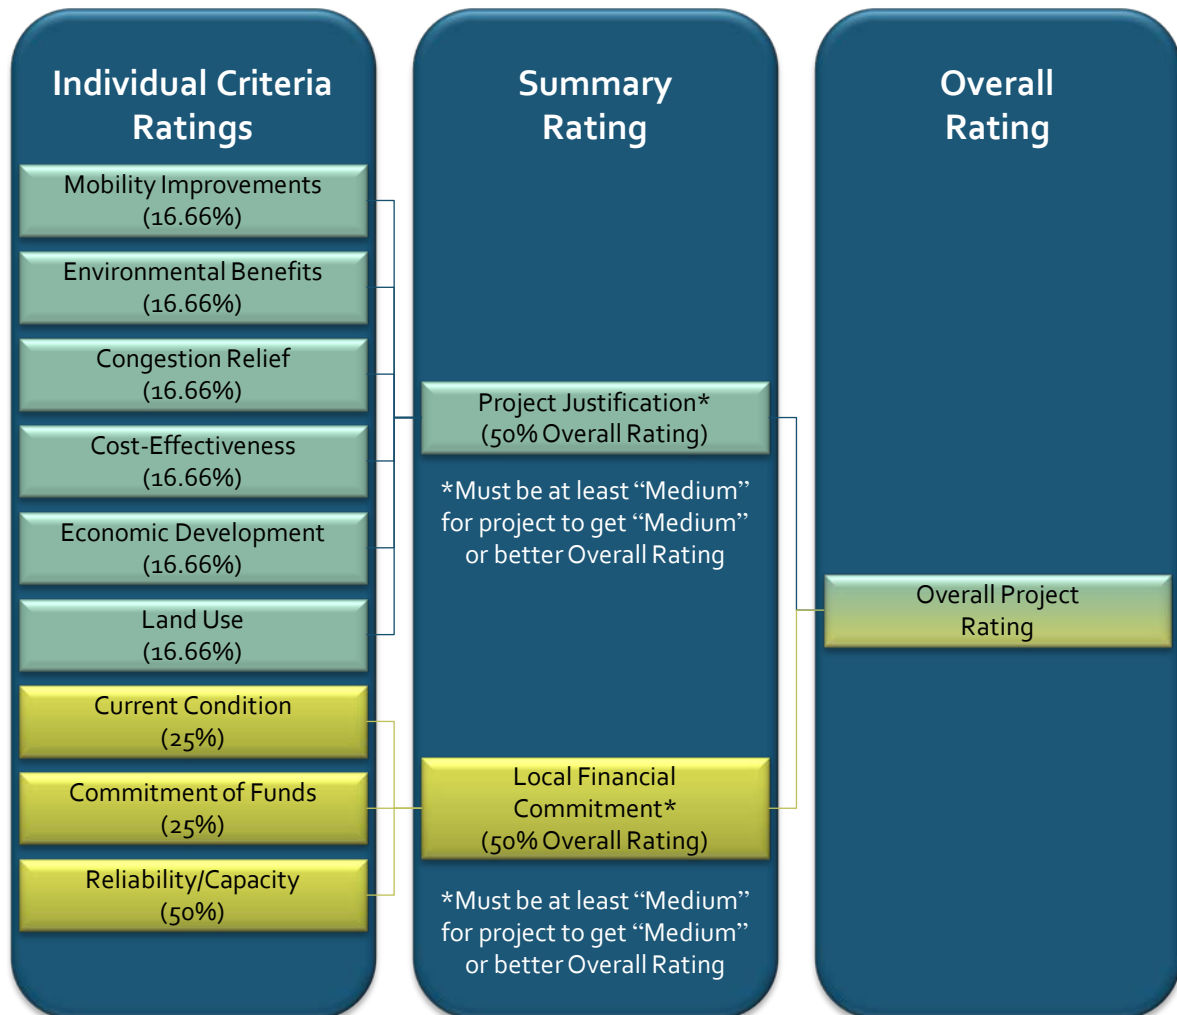 Individual Criteria
Ratings
Mobility Improvements
(16.66%)
Environmental Benefits
(16.66%)
Congestion Relief
(16.66%)
Cost-Effectiveness
(16.66%)
Economic Development
(16.66%)
Land Use
(16.66%)
Current Condition
(25%)
Commitment of Funds
(25%)
Reliability/Capacity
(50%)
Summary
Rating
Project Justification*
(50% Overall Rating)
*Must be at least “Medium”
for project to get “Medium”
or better Overall Rating
Local Financial
Commitment*
(50% Overall Rating)
*Must be at least “Medium”
for project to get “Medium”
or better Overall Rating
Overall
Rating
Overall Project
Rating